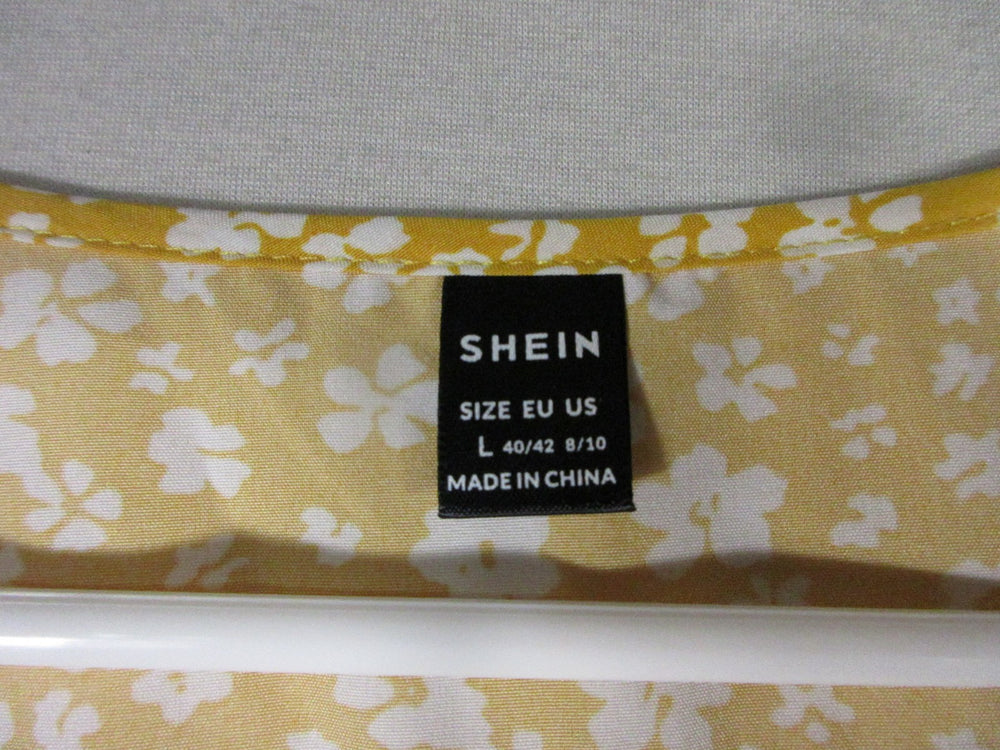 SHEIN
SIZE EU US
L 40/42 8/10
MADE IN CHINA